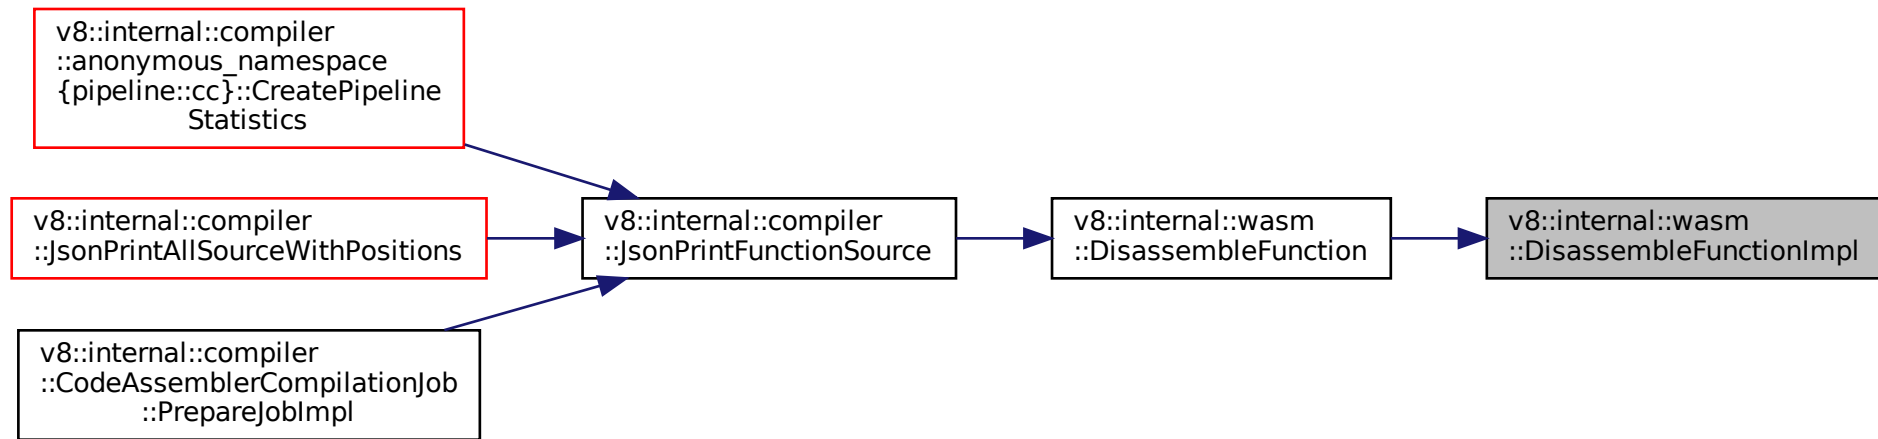 v8::internal::compiler
::anonymous_namespace
{pipeline::cc}::CreatePipeline
Statistics
v8::internal::compiler
::JsonPrintAllSourceWithPositions
v8::internal::compiler
::CodeAssemblerCompilationJob
::PrepareJobImpl
v8::internal::compiler
::JsonPrintFunctionSource
v8::internal::wasm
::DisassembleFunction
v8::internal::wasm
::DisassembleFunctionImpl